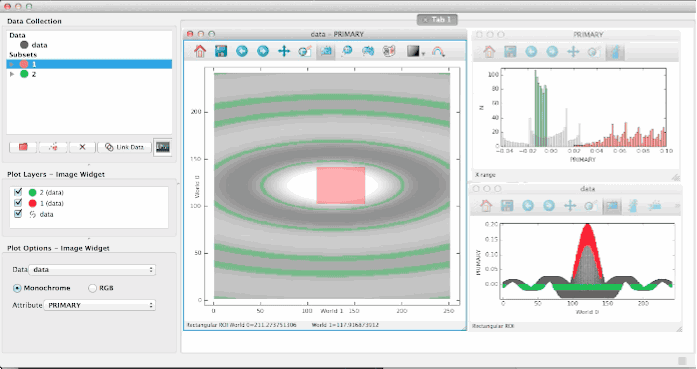 Tab 1
Data Collection
Data
data
Subsets
1
2
Link Data
Plot Layers - Image Widget
2 (data)
1 (data)
data
Plot Options - Image Widget
Data data
Monochrome
RGB
Attribute PRIMARY
data - PRIMARY
200
150
100
50
0
World 0
0
50
100
World 1
150
200
250
Rectangular ROI World 0=211.273751306 World 1=117.916873912
PRIMARY
100
80
60
40
20
0
N
-0.04
-0.02
0.00
0.02
0.04
0.06
0.08
0.10
PRIMARY
X range
data
0.20
0.15
0.10
0.05
0.00
PRIMARY
0
50
100
150
200
World 0
Rectangular ROI